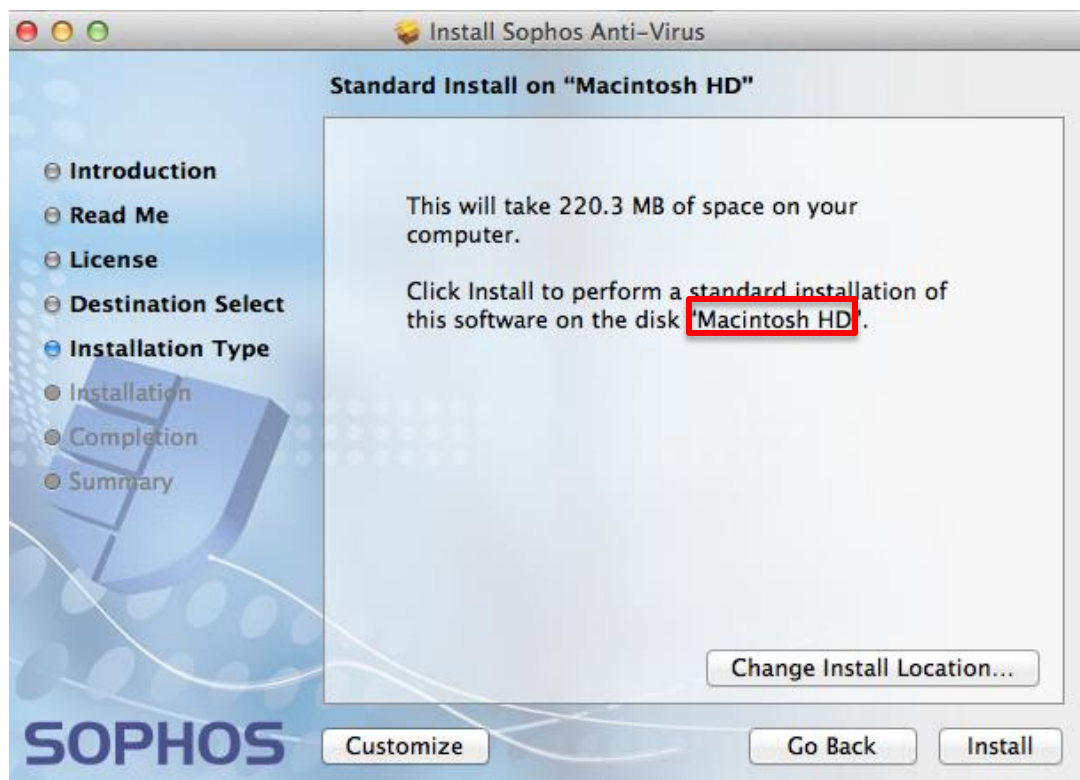 Install Sophos Anti-Virus
Standard Install on “Macintosh HD”
Introduction
Read Me
License
Destination Select
Installation Type
Installation
Completion
Summary
This will take 220.3 MB of space on your
computer.
Click Install to perform a standard installation of
this software on the disk "Macintosh HD".
Change Install Location...
SOPHOS
Customize
Go Back
Install